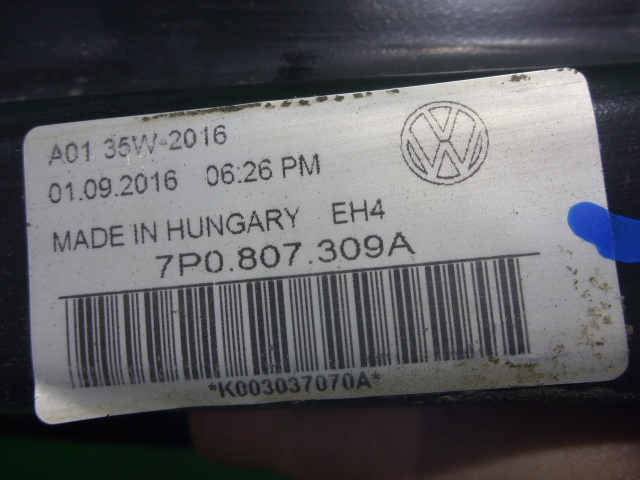 A01 35W-2016
01.09.2016 06:26 PM
MADE IN HUNGARY EH4
7P0.807.309A
*K003037070A*